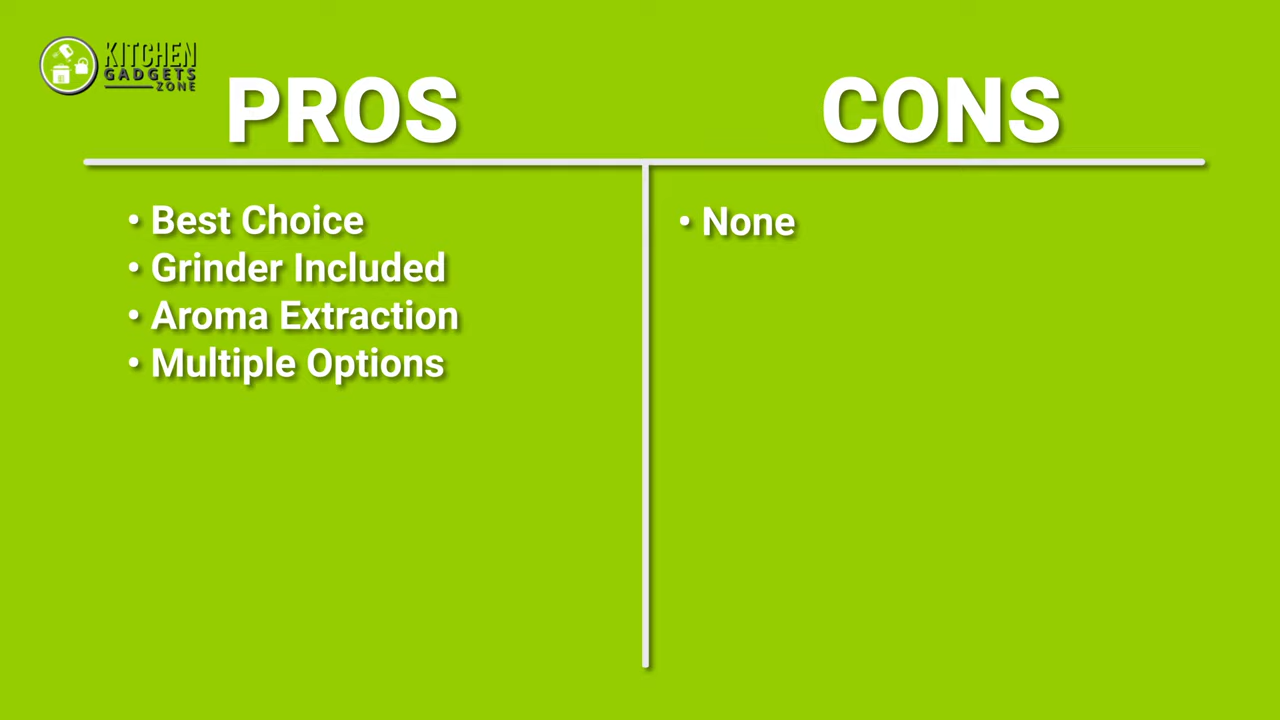 KITCHEN
GADGETS
ZONE
PROS
CONS
• Best Choice
• Grinder Included
• Aroma Extraction
• Multiple Options
• None